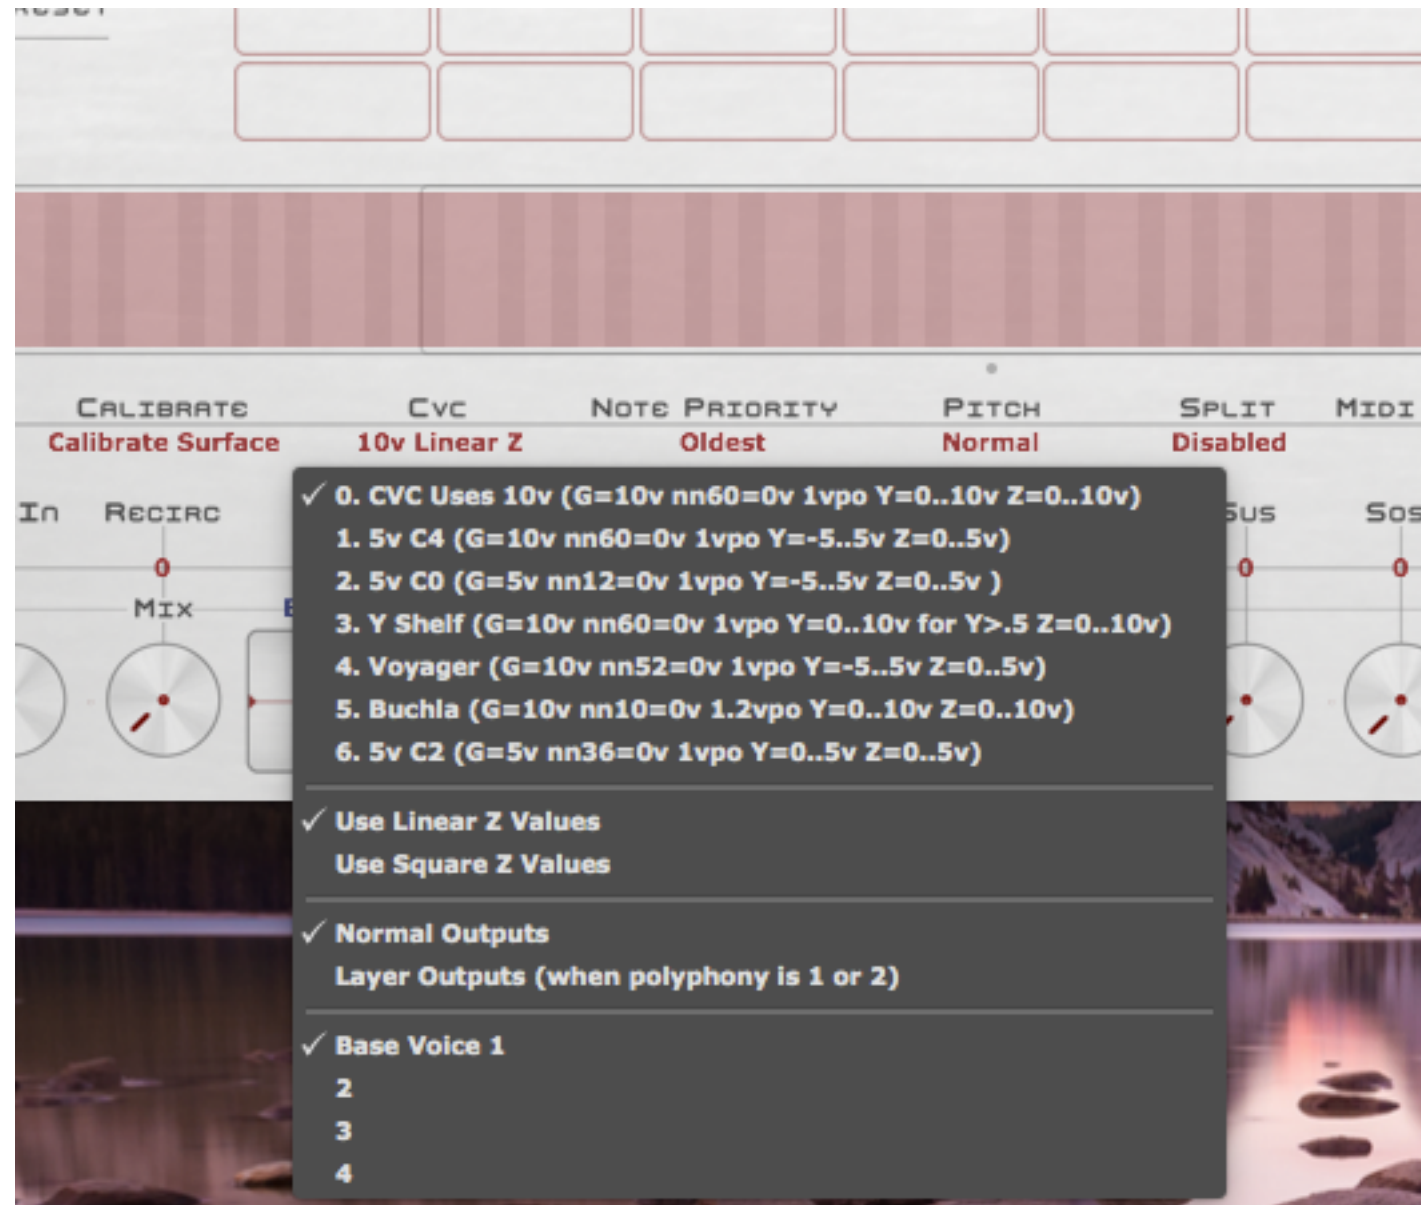 Calibrate Cvc Note Priority Pitch Split Midi
Calibrate Surface 10v Linear Z Oldest Normal Disabled
In Recirc Sus Sos
0 0 0
Mix
✓ 0. CVC Uses 10v (G=10v nn60=0v 1vpo Y=0..10v Z=0..10v)
1. 5v C4 (G=10v nn60=0v 1vpo Y=-5..5v Z=0..5v)
2. 5v C0 (G=5v nn12=0v 1vpo Y=-5..5v Z=0..5v )
3. Y Shelf (G=10v nn60=0v 1vpo Y=0..10v for Y>.5 Z=0..10v)
4. Voyager (G=10v nn52=0v 1vpo Y=-5..5v Z=0..5v)
5. Buchla (G=10v nn10=0v 1.2vpo Y=0..10v Z=0..10v)
6. 5v C2 (G=5v nn36=0v 1vpo Y=0..5v Z=0..5v)
✓ Use Linear Z Values
Use Square Z Values
✓ Normal Outputs
Layer Outputs (when polyphony is 1 or 2)
✓ Base Voice 1
2
3
4